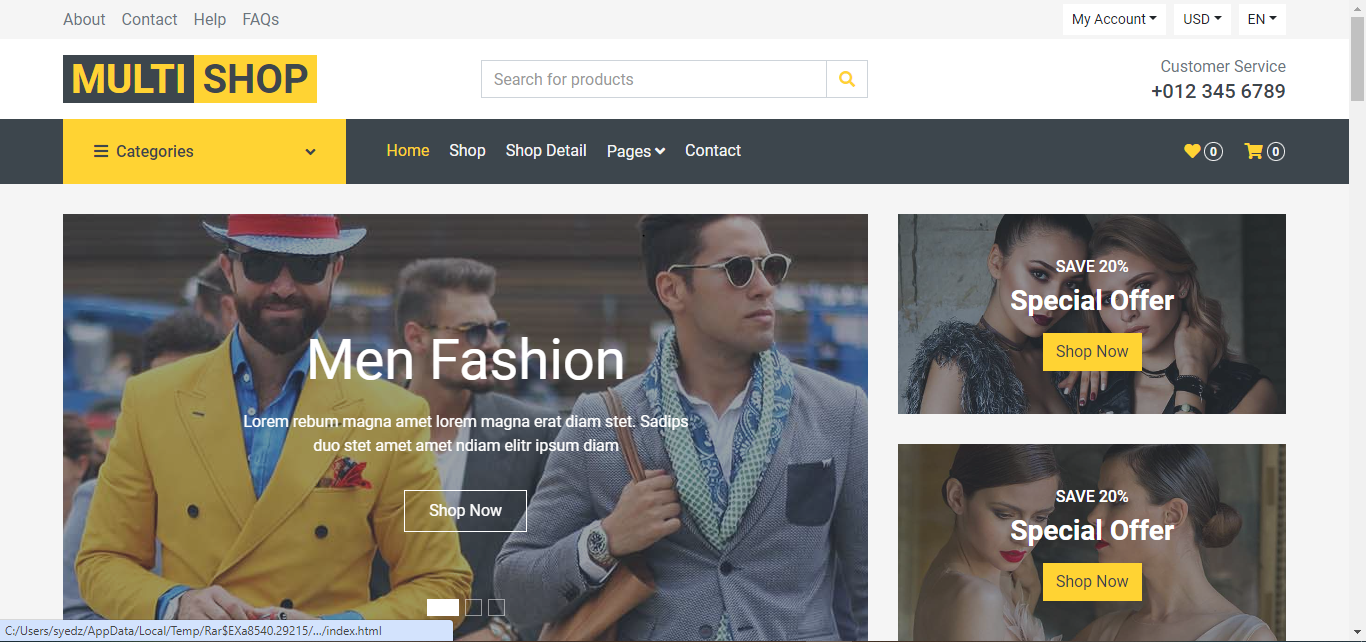 About Contact Help FAQs
My Account USD EN
MULTI SHOP
Search for products
Customer Service
+012 345 6789
Categories
Home Shop Shop Detail Pages Contact
0 0
Men Fashion
Lorem rebum magna amet lorem magna erat diam stet. Sadips
duo stet amet amet ndiam elitr ipsum diam
Shop Now
SAVE 20%
Special Offer
Shop Now
SAVE 20%
Special Offer
Shop Now
C:/Users/syedz/AppData/Local/Temp/Rar$EXa8540.29215/.../index.html